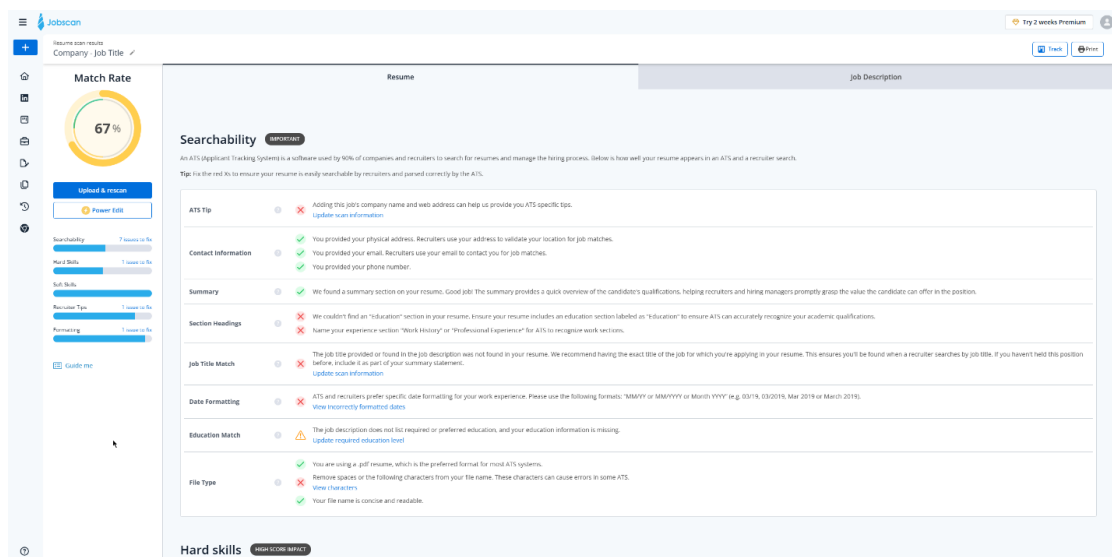 Jobscan
Try 2 weeks Premium
Resume scan results
Company - Job Title
Track
Print
Match Rate
67 %
Upload & rescan
Power Edit
Searchability 7 issues to fix
Hard Skills 1 issue to fix
Soft Skills
Recruiter Tips 1 issue to fix
Formatting 1 issue to fix
Guide me
Resume
Job Description
Searchability IMPORTANT
An ATS (Applicant Tracking System) is a software used by 90% of companies and recruiters to search for resumes and manage the hiring process. Below is how well your resume appears in an ATS and a recruiter search.
Tip: Fix the red Xs to ensure your resume is easily searchable by recruiters and parsed correctly by the ATS.
ATS Tip
Adding this job's company name and web address can help us provide you ATS specific tips.
Update scan information
Contact Information
You provided your physical address. Recruiters use your address to validate your location for job matches.
You provided your email. Recruiters use your email to contact you for job matches.
You provided your phone number.
Summary
We found a summary section on your resume. Good job! The summary provides a quick overview of the candidate's qualifications, helping recruiters and hiring managers promptly grasp the value the candidate can offer in the position.
Section Headings
We couldn't find an "Education" section in your resume. Ensure your resume includes an education section labeled as "Education" to ensure ATS can accurately recognize your academic qualifications.
Name your experience section "Work History" or "Professional Experience" for ATS to recognize work sections.
Job Title Match
The job title provided or found in the job description was not found in your resume. We recommend having the exact title of the job for which you're applying in your resume. This ensures you'll be found when a recruiter searches by job title. If you haven't held this position
before, include it as part of your summary statement.
Update scan information
Date Formatting
ATS and recruiters prefer specific date formatting for your work experience. Please use the following formats: "MM/YY or MM/YYYY or Month YYYY" (e.g. 03/19, 03/2019, Mar 2019 or March 2019).
View incorrectly formatted dates
Education Match
The job description does not list required or preferred education, and your education information is missing.
Update required education level
File Type
You are using a .pdf resume, which is the preferred format for most ATS systems.
Remove spaces or the following characters from your file name. These characters can cause errors in some ATS.
View characters
Your file name is concise and readable.
Hard skills HIGH SCORE IMPACT